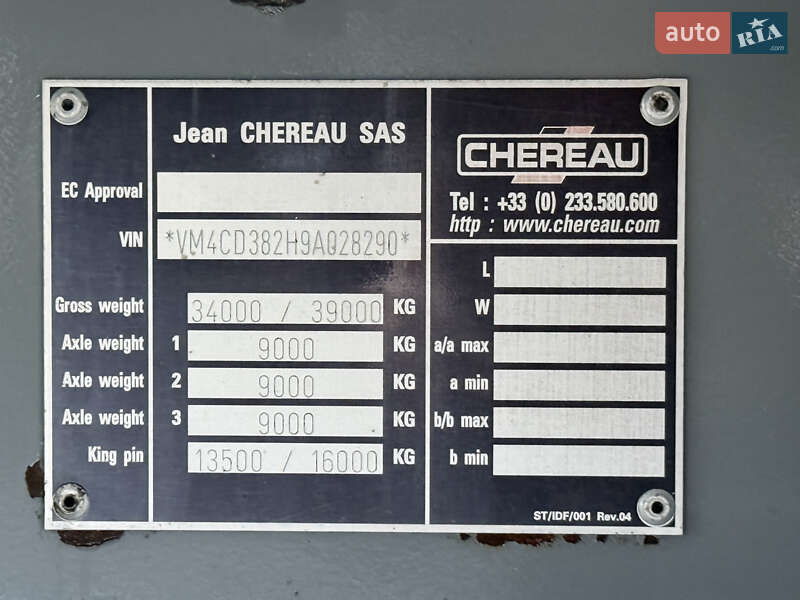 auto RIA .com
Jean CHEREAU SAS
EC Approval
VIN *VM4CD382H9AQ28290*
Gross weight 34000 / 39000 KG
Axle weight 1 9000 KG
Axle weight 2 9000 KG
Axle weight 3 9000 KG
King pin 13500 / 16000 KG
CHEREAU
Tel : +33 (0) 233.580.600
http : www.chereau.com
L
W
a/a max
a min
b/b max
b min
ST/IDF/001 Rev.04